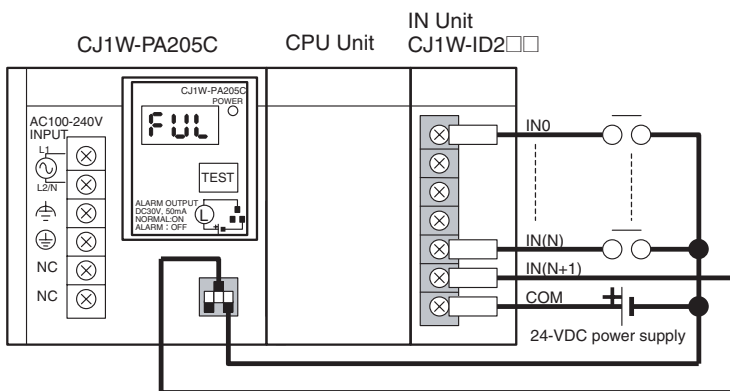 IN Unit
CJ1W-PA205C
CPU Unit
CJ1W-ID2□□
CJ1W-PA205C
POWER
AC100-240V
INPUT
L1
L2/N
NC
NC
FUL
TEST
ALARM OUTPUT
DC30V, 50mA
NORMAL:ON
ALARM : OFF
L
+
IN0
IN(N)
IN(N+1)
COM
+
24-VDC power supply